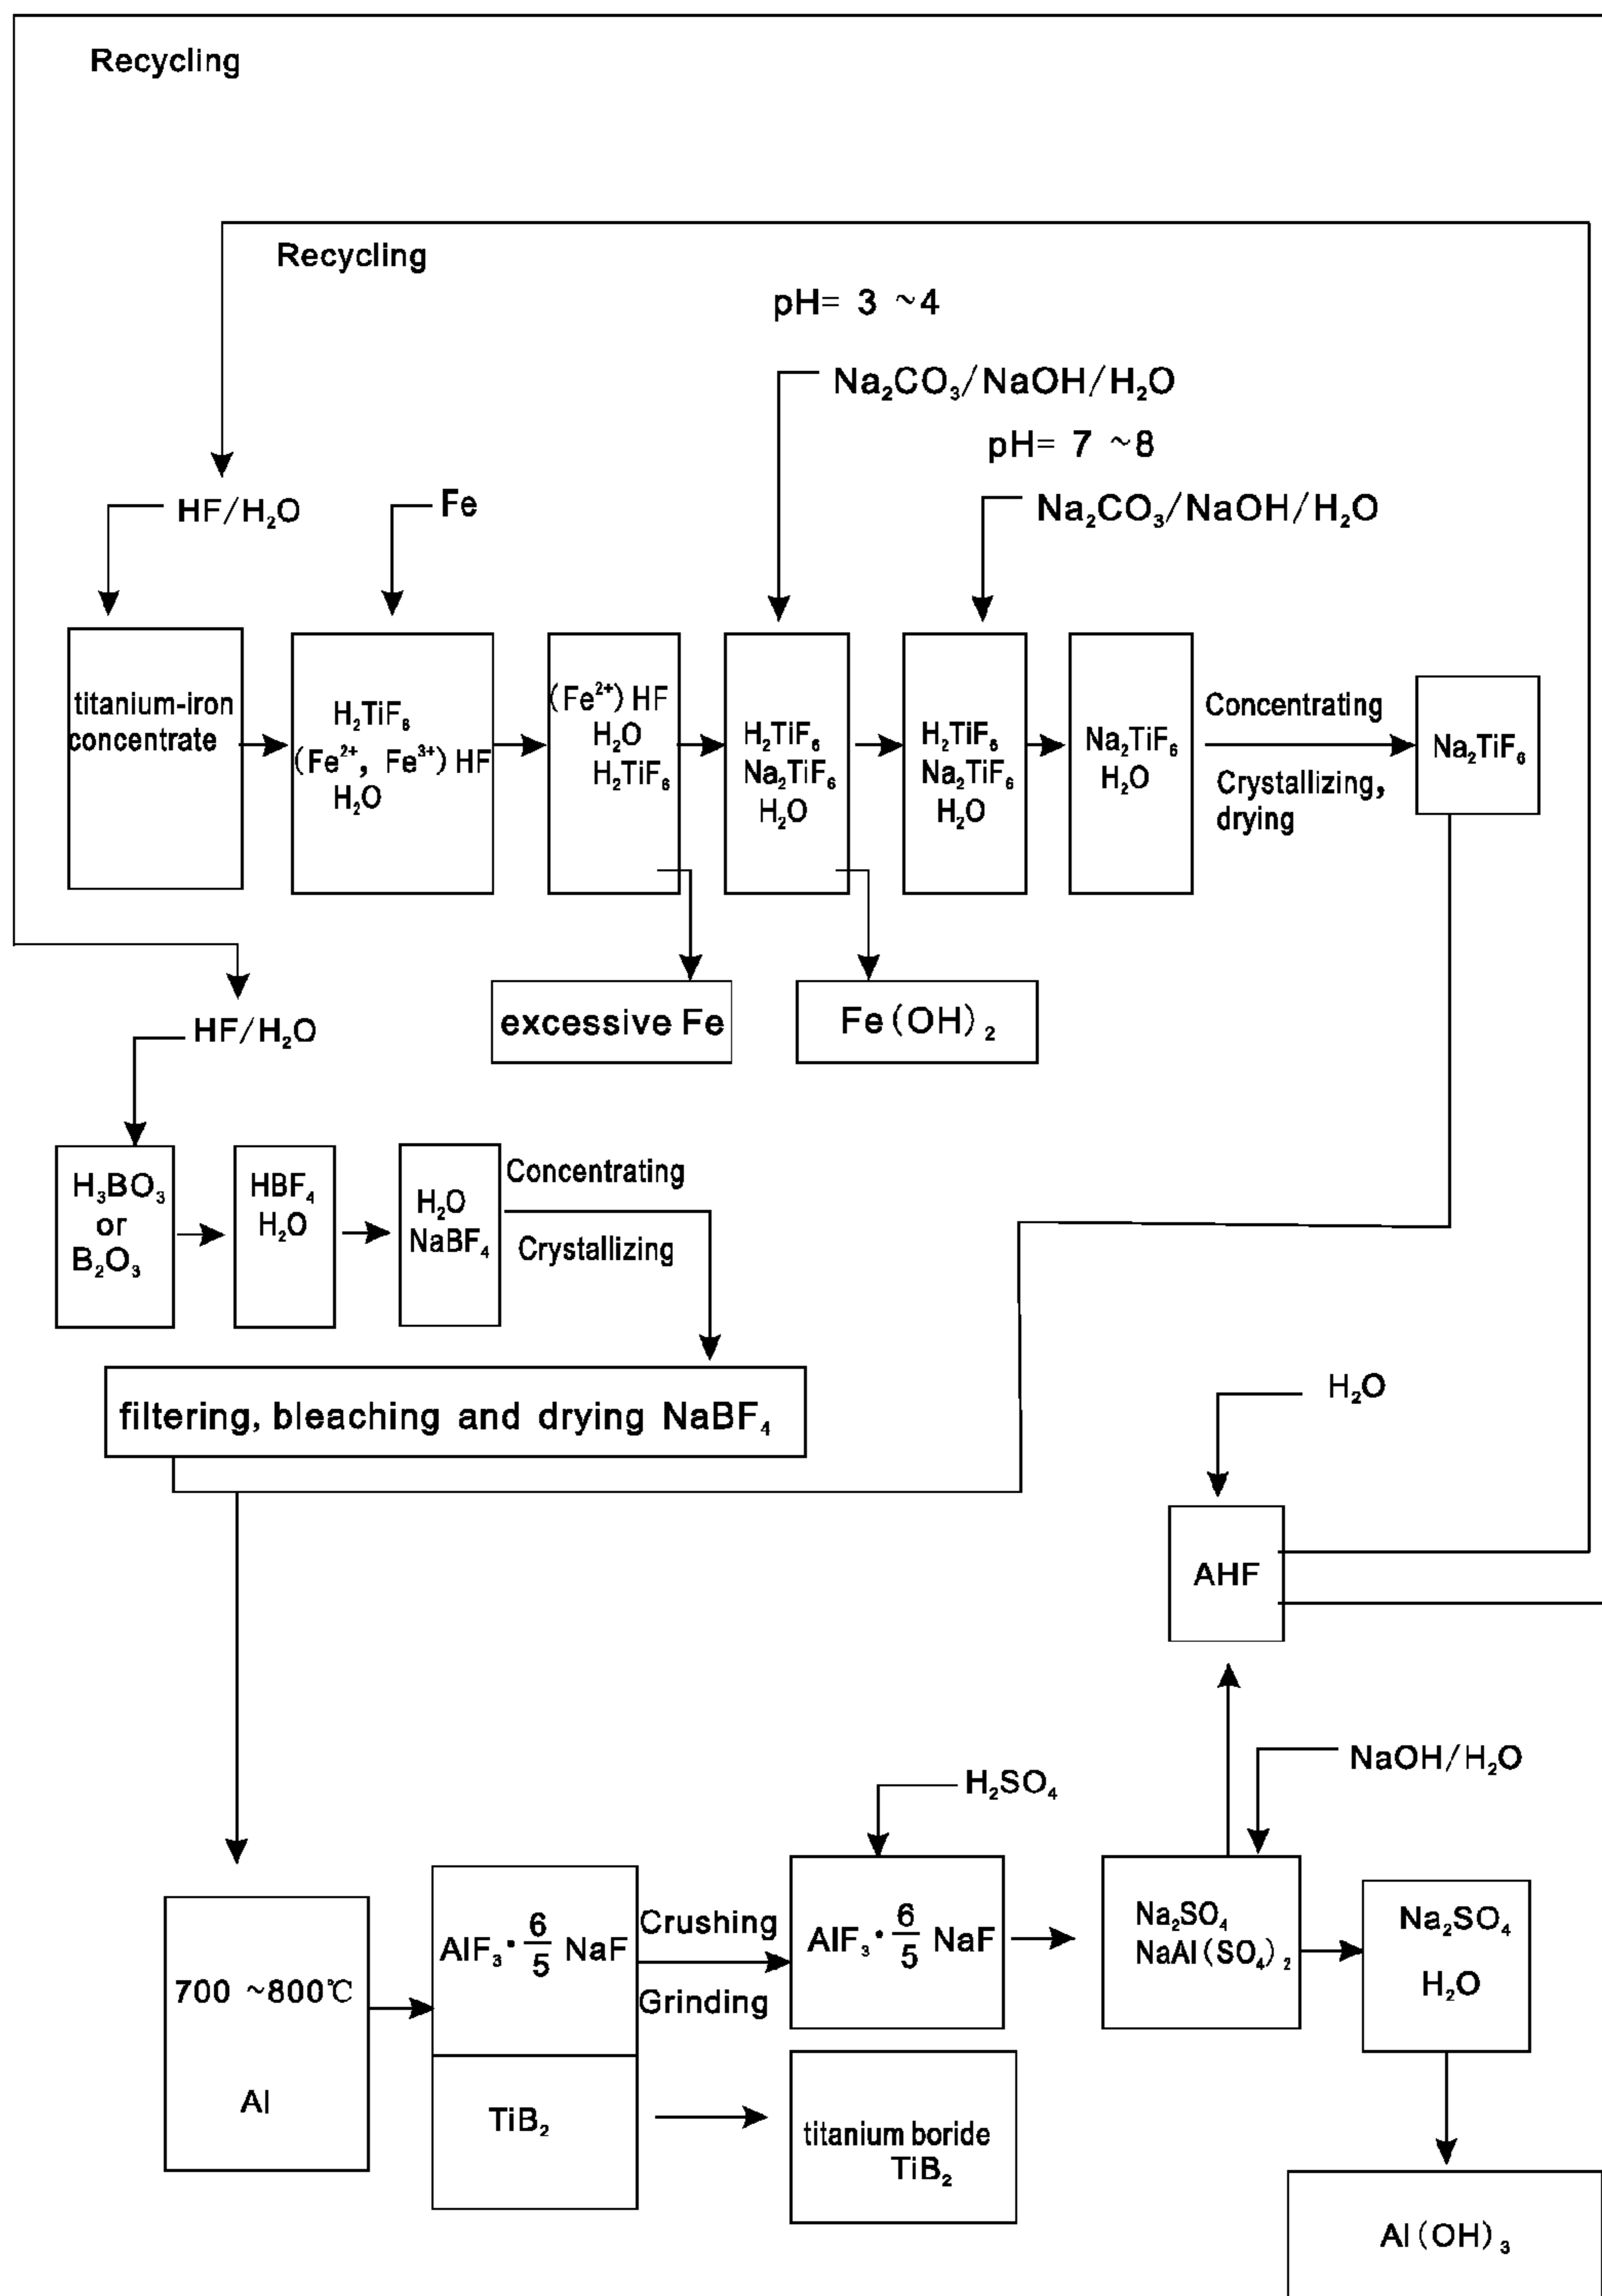 Recycling
Recycling
pH= 3 ~4
Na₂CO₃/NaOH/H₂O
pH= 7 ~8
HF/H₂O
Fe
Na₂CO₃/NaOH/H₂O
titanium-iron
concentrate
H₂TiF₆
(Fe²⁺, Fe³⁺) HF
H₂O
(Fe²⁺) HF
H₂O
H₂TiF₆
H₂TiF₆
Na₂TiF₆
H₂O
H₂TiF₆
Na₂TiF₆
H₂O
Na₂TiF₆
H₂O
Concentrating
Crystallizing,
drying
Na₂TiF₆
excessive Fe
Fe(OH)₂
HF/H₂O
H₃BO₃
or
B₂O₃
HBF₄
H₂O
H₂O
NaBF₄
Concentrating
Crystallizing
filtering, bleaching and drying NaBF₄
H₂O
AHF
NaOH/H₂O
H₂SO₄
700 ~800℃
Al
AlF₃· 6/5 NaF
TiB₂
Crushing
Grinding
AlF₃· 6/5 NaF
titanium boride
TiB₂
Na₂SO₄
NaAl(SO₄)₂
Na₂SO₄
H₂O
Al(OH)₃